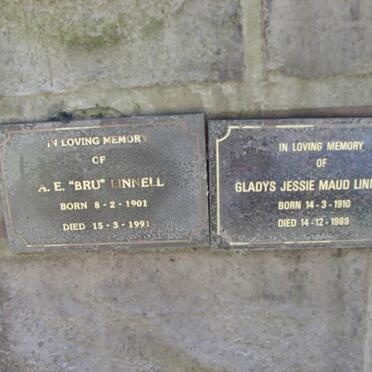 IN LOVING MEMORY
OF
A. E. "BRU" LINNELL
BORN 8 - 2 - 1901
DIED 15 - 3 - 1991
IN LOVING MEMORY
OF
GLADYS JESSIE MAUD LIN
BORN 14 - 3 - 1910
DIED 14 - 12 - 1989